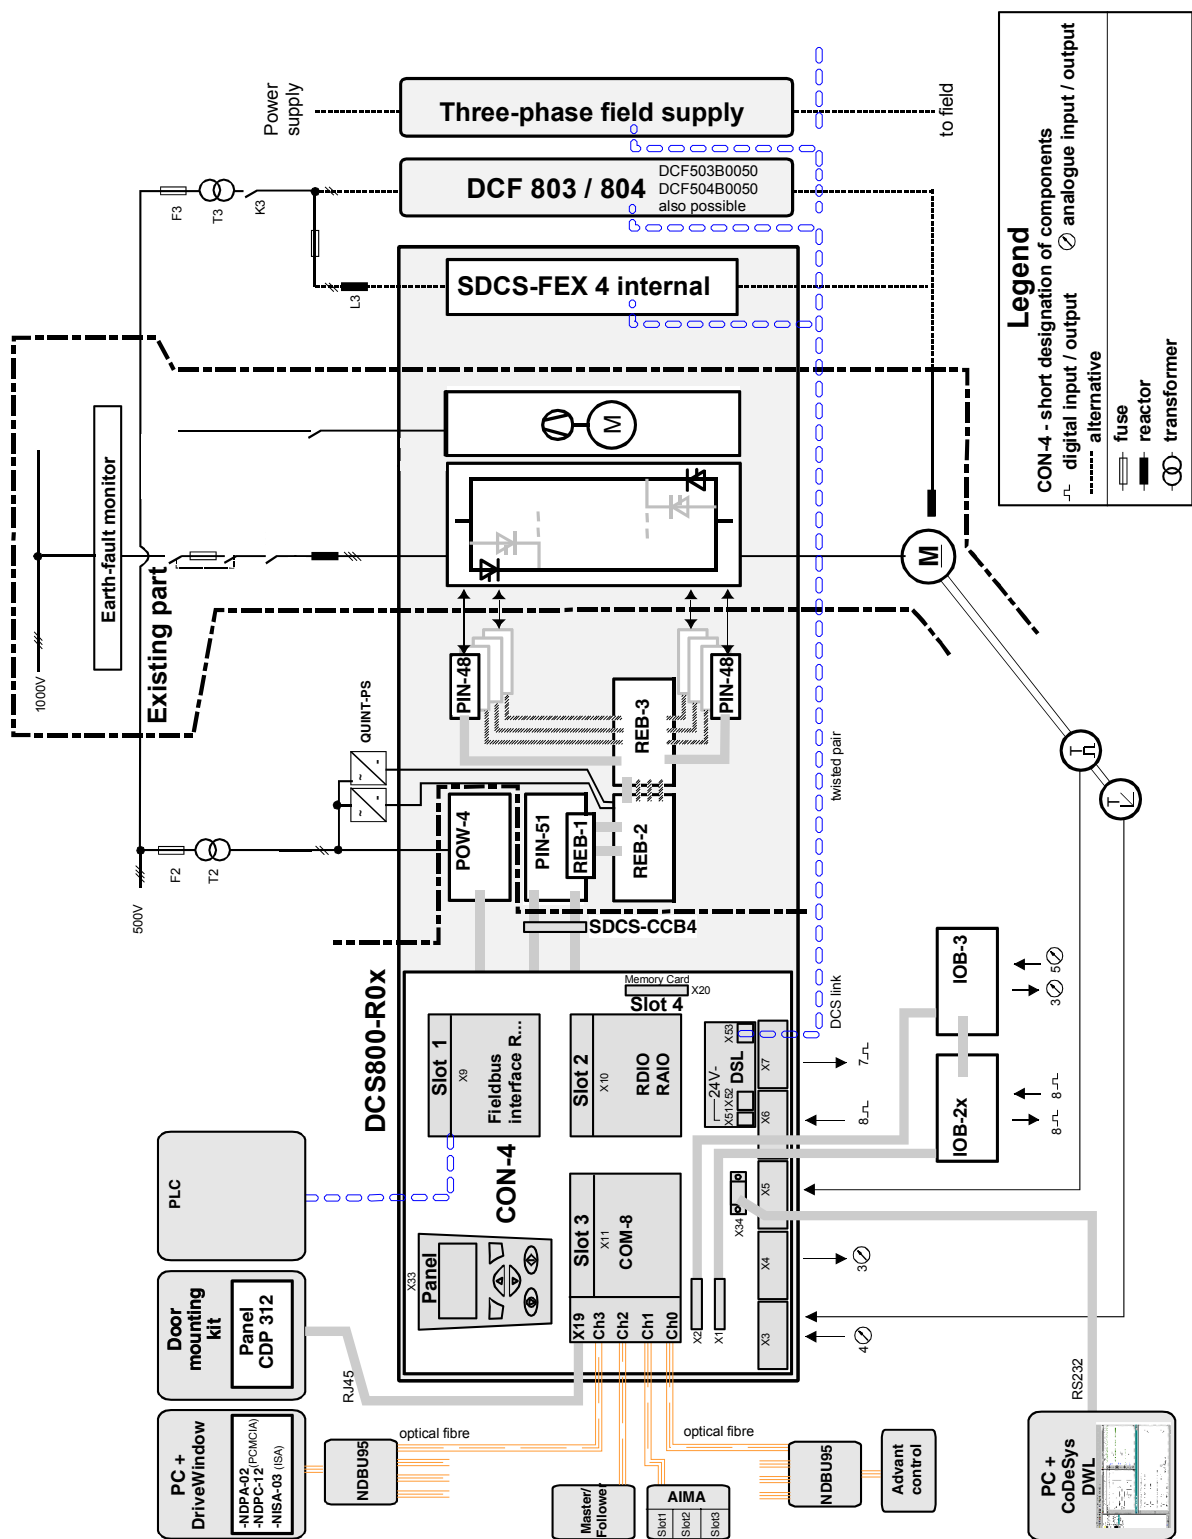 Power
supply
Three-phase field supply
to field
DCF 803 / 804
DCF503B0050
DCF504B0050
also possible
F3
T3
K3
L3
SDCS-FEX 4 internal
Legend
CON-4 - short designation of components
digital input / output
analogue input / output
alternative
fuse
reactor
transformer
M
1000V
Earth-fault monitor
Existing part
M
QUINT-PS
~
-
~
-
PIN-48
PIN-48
REB-3
twisted pair
T
T
500V
F2
T2
POW-4
PIN-51
REB-1
REB-2
SDCS-CCB4
DCS800-R0x
Memory Card
X20
Slot 4
DCS link
Slot 1
X9
Fieldbus
interface R...
Slot 2
X10
RDIO
RAIO
24V-
X51
X52
X53
DSL
X7
X6
X5
X4
X3
7
8
IOB-3
3
5
IOB-2x
8
8
PLC
CON-4
Panel
X33
Slot 3
X11
COM-8
X19
Ch3
Ch2
Ch1
Ch0
X2
X1
X34
3
4
Door
mounting
kit
Panel
CDP 312
RJ45
RS232
PC +
DriveWindow
-NDPA-02
-NDPC-12 (PCMCIA)
-NISA-03 (ISA)
NDBU95
optical fibre
Master/
Follower
AIMA
Slot1
Slot2
Slot3
optical fibre
NDBU95
Advant
control
PC +
CoDeSys
DWL